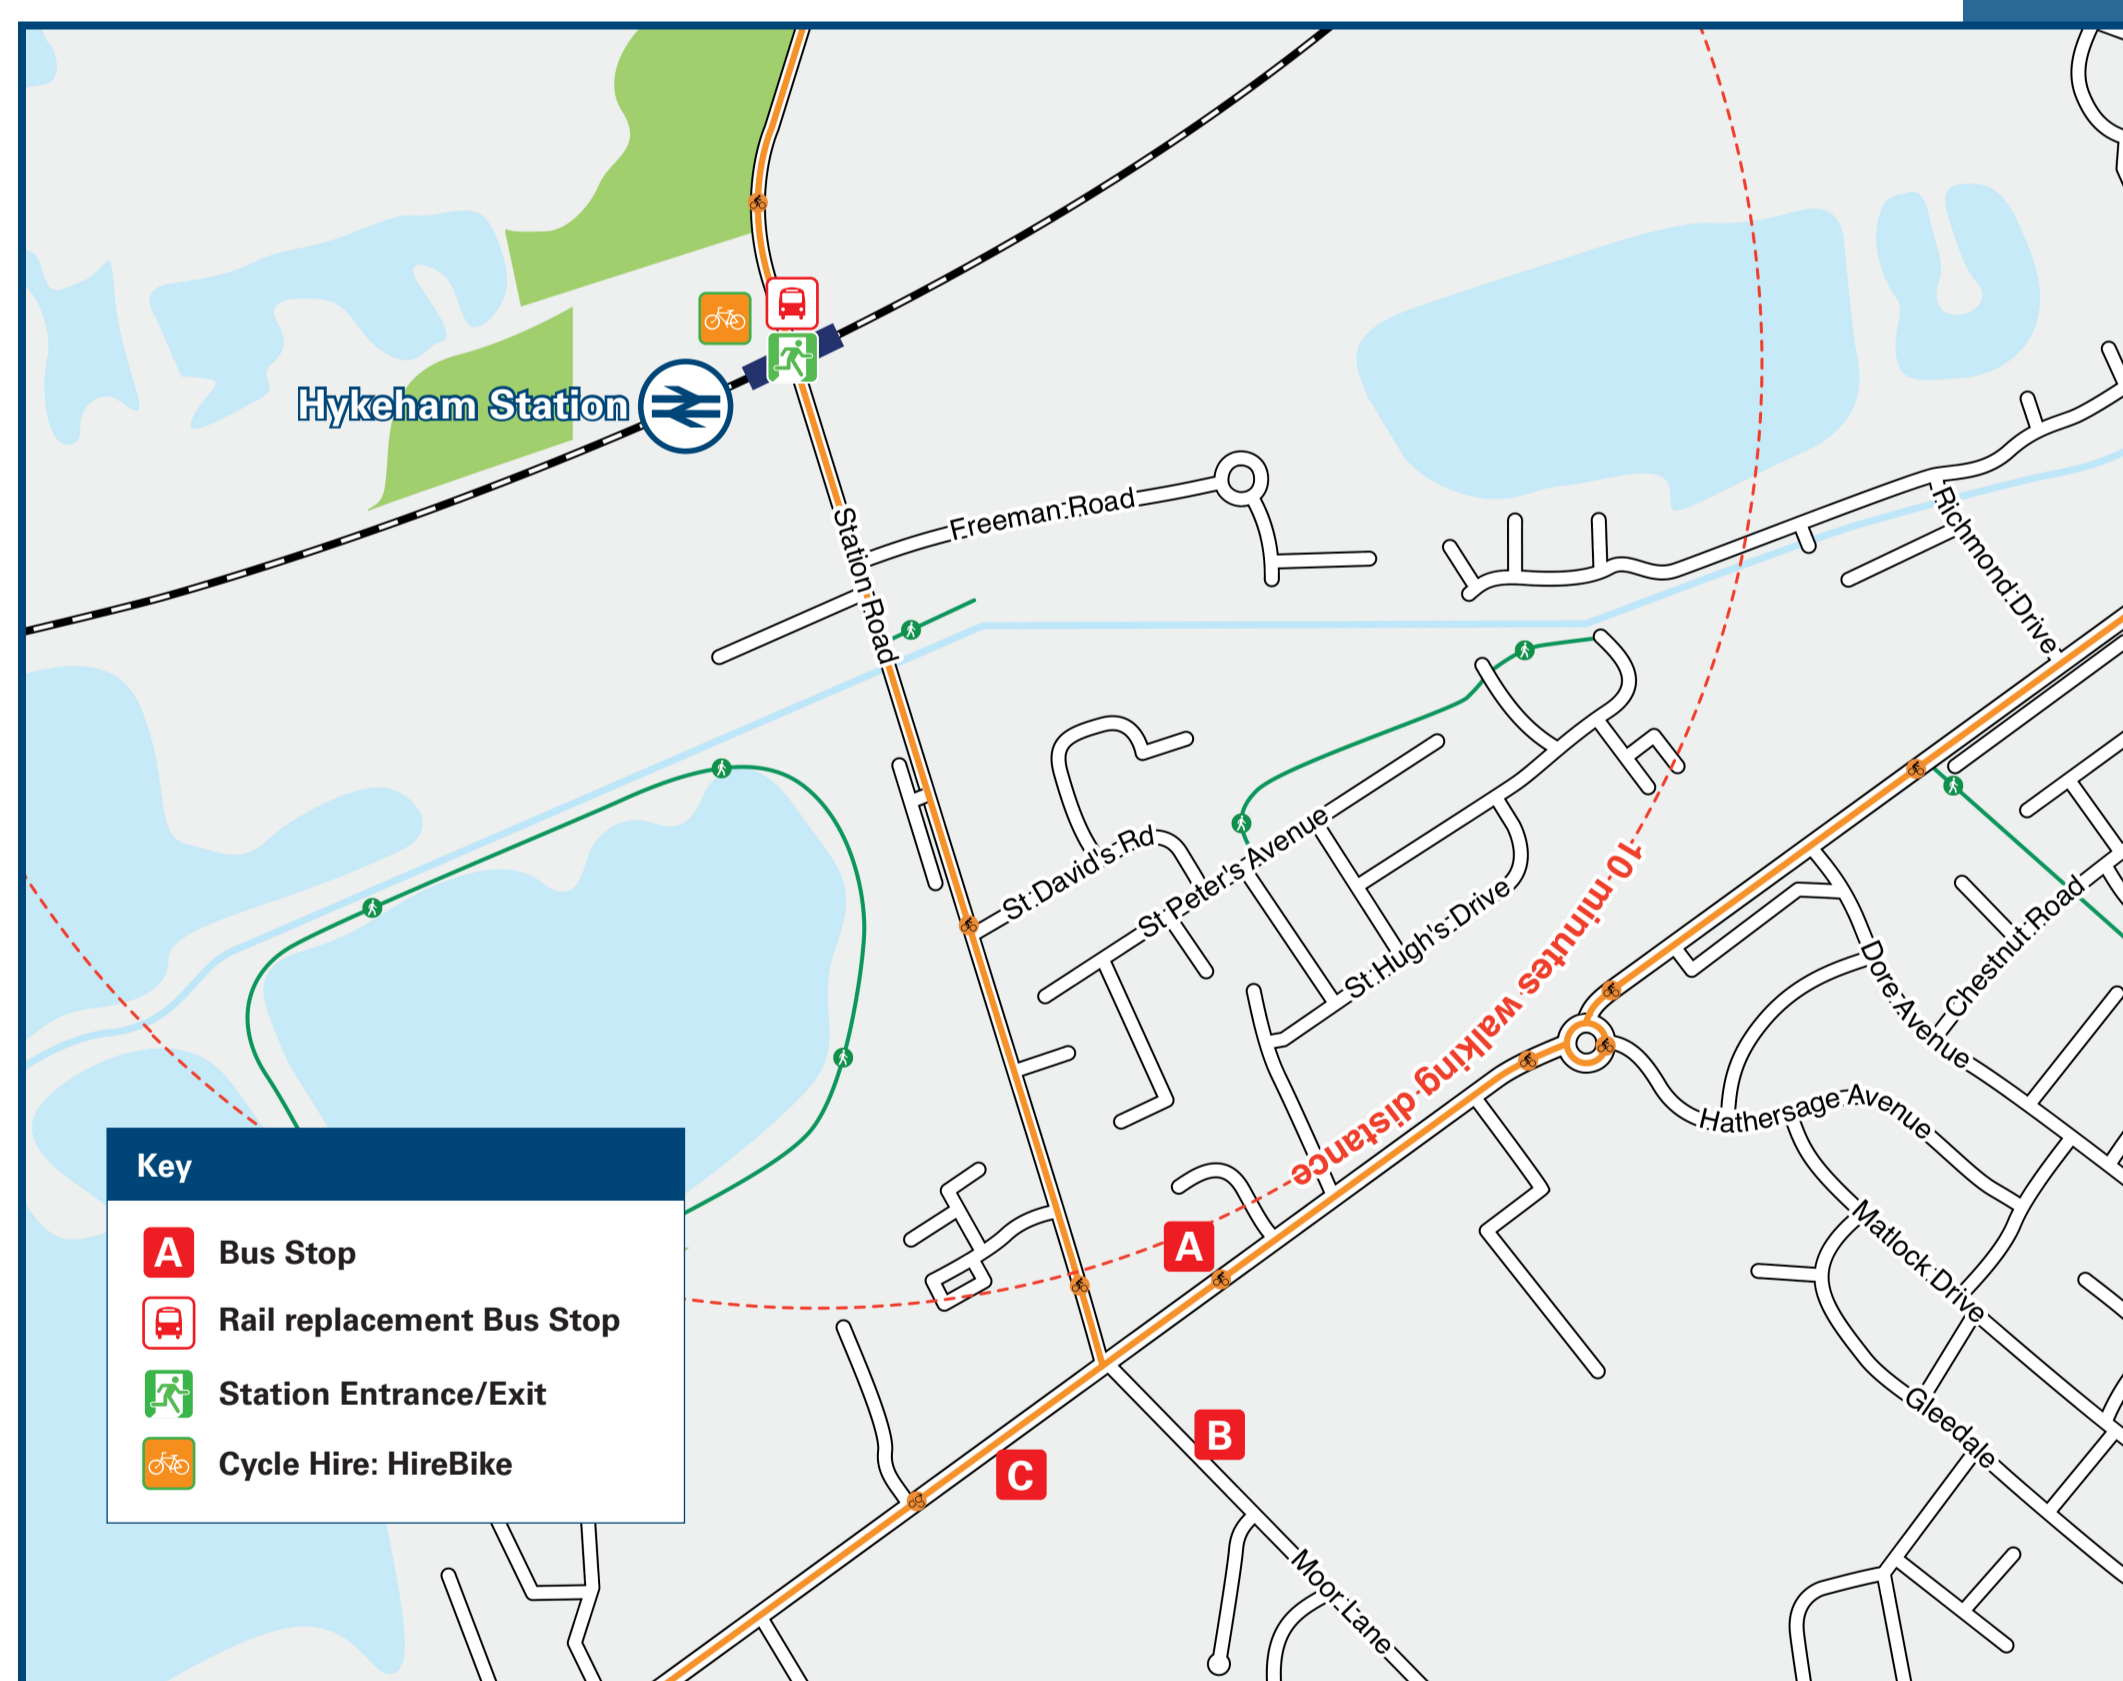 Hykeham Station
Freeman Road
Station Road
Richmond Drive
St David's Rd
St Peter's Avenue
St Hugh's Drive
10 minutes walking distance
Dore Avenue
Chestnut Road
Hathersage Avenue
Matlock Drive
Gleedale
Moor Lane
A
B
C
Key
A Bus Stop
Rail replacement Bus Stop
Station Entrance/Exit
Cycle Hire: HireBike